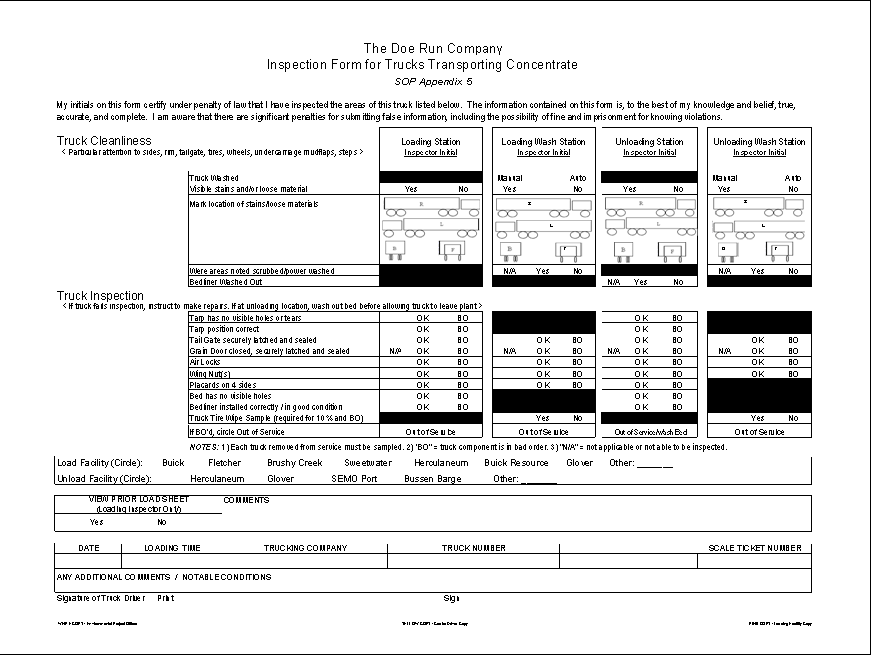 The Doe Run Company
Inspection Form for Trucks Transporting Concentrate
SOP Appendix 5
My initials on this form certify under penalty of law that I have inspected the areas of this truck listed below. The information contained on this form is, to the best of my knowledge and belief, true,
accurate, and complete. I am aware that there are significant penalties for submitting false information, including the possibility of fine and imprisonment for knowing violations.
Truck Cleanliness
< Particular attention to sides, rim, tailgate, tires, wheels, undercarriage mudflaps, steps >
Loading Station Loading Wash Station Unloading Station Unloading Wash Station
Inspector Initial Inspector Initial Inspector Initial Inspector Initial
Truck Washed Manual Auto Manual Auto
Visible stains and/or loose material Yes No Yes No Yes No Yes No
Mark location of stains/loose materials
R R R R
L L L L
B F B F B F B F
Were areas noted scrubbed/power washed N/A Yes No N/A Yes No
Bedliner Washed Out N/A Yes No
Truck Inspection
< If truck fails inspection, instruct to make repairs. If at unloading location, wash out bed before allowing truck to leave plant >
Tarp has no visible holes or tears OK BO OK BO
Tarp position correct OK BO OK BO
Tail Gate securely latched and sealed OK BO OK BO OK BO OK BO
Grain Door closed, securely latched and sealed N/A OK BO N/A OK BO N/A OK BO N/A OK BO
Air Locks OK BO OK BO OK BO OK BO
Wing Nut(s) OK BO OK BO OK BO OK BO
Placards on 4 sides OK BO OK BO OK BO
Bed has no visible holes OK BO OK BO
Bedliner installed correctly / in good condition OK BO OK BO
Truck Tire Wipe Sample (required for 10% and BO) Yes No Yes No
If BO'd, circle Out of Service Out of Service Out of Service Out of Service/Wash Bed Out of Service
NOTES: 1) Each truck removed from service must be sampled. 2) "BO" = truck component is in bad order. 3) "N/A" = not applicable or not able to be inspected.
Load Facility (Circle): Buick Fletcher Brushy Creek Sweetwater Herculaneum Buick Resource Glover Other: _______
Unload Facility (Circle): Herculaneum Glover SEMO Port Bussen Barge Other: _______
VIEW PRIOR LOAD SHEET COMMENTS
(Loading Inspector Only)
Yes No
DATE LOADING TIME TRUCKING COMPANY TRUCK NUMBER SCALE TICKET NUMBER
ANY ADDITIONAL COMMENTS / NOTABLE CONDITIONS
Signature of Truck Driver Print Sign